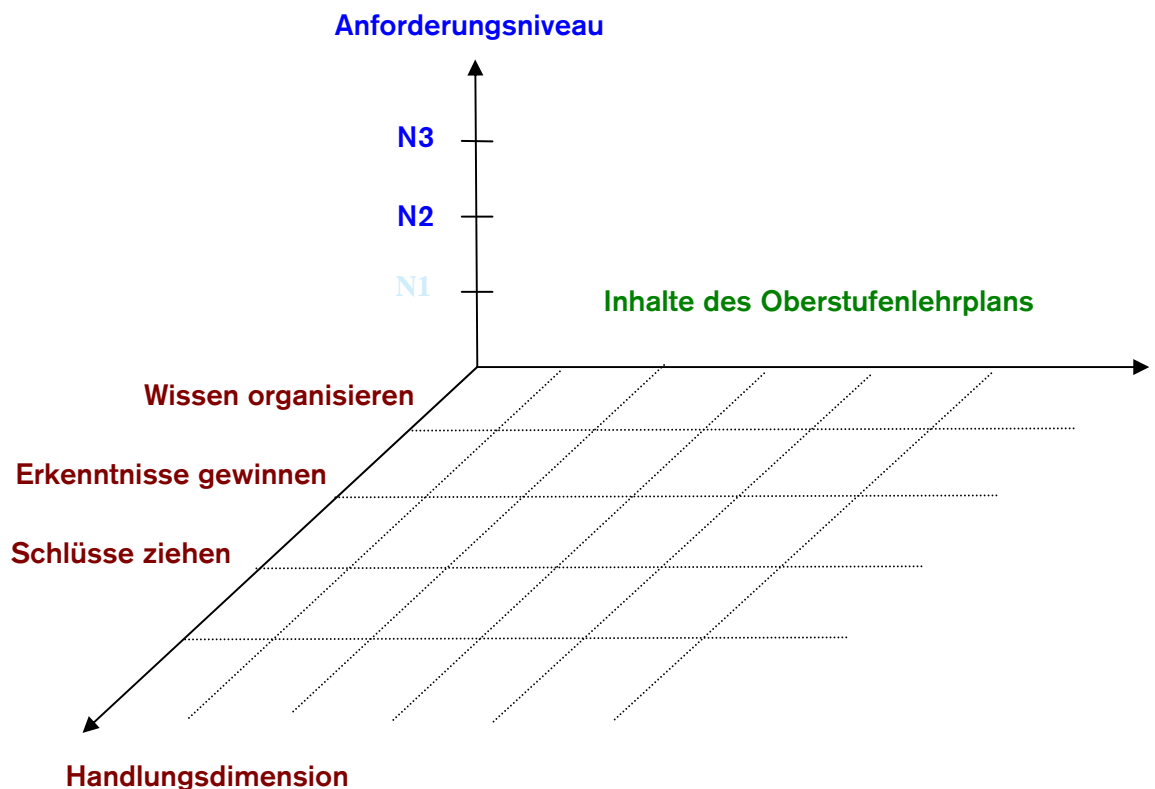 Anforderungsniveau
N3
N2
N1
Inhalte des Oberstufenlehrplans
Wissen organisieren
Erkenntnisse gewinnen
Schlüsse ziehen
Handlungsdimension